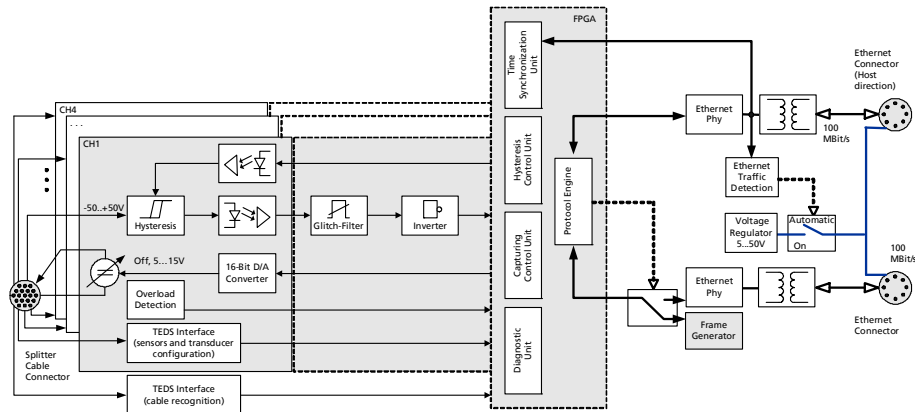 FPGA
Time
Synchronization
Unit
Hysteresis
Control Unit
Capturing
Control Unit
Diagnostic
Unit
Protocol Engine
CH4
. . .
CH1
-50..+50V
Hysteresis
Glitch-Filter
Inverter
Off, 5...15V
16-Bit D/A
Converter
Overload
Detection
TEDS Interface
(sensors and transducer
configuration)
TEDS Interface
(cable recognition)
Splitter
Cable
Connector
Ethernet
Phy
100
MBit/s
Ethernet
Connector
(Host
direction)
Ethernet
Traffic
Detection
Voltage
Regulator
5...50V
Automatic
On
100
MBit/s
Ethernet
Phy
Frame
Generator
Ethernet
Connector